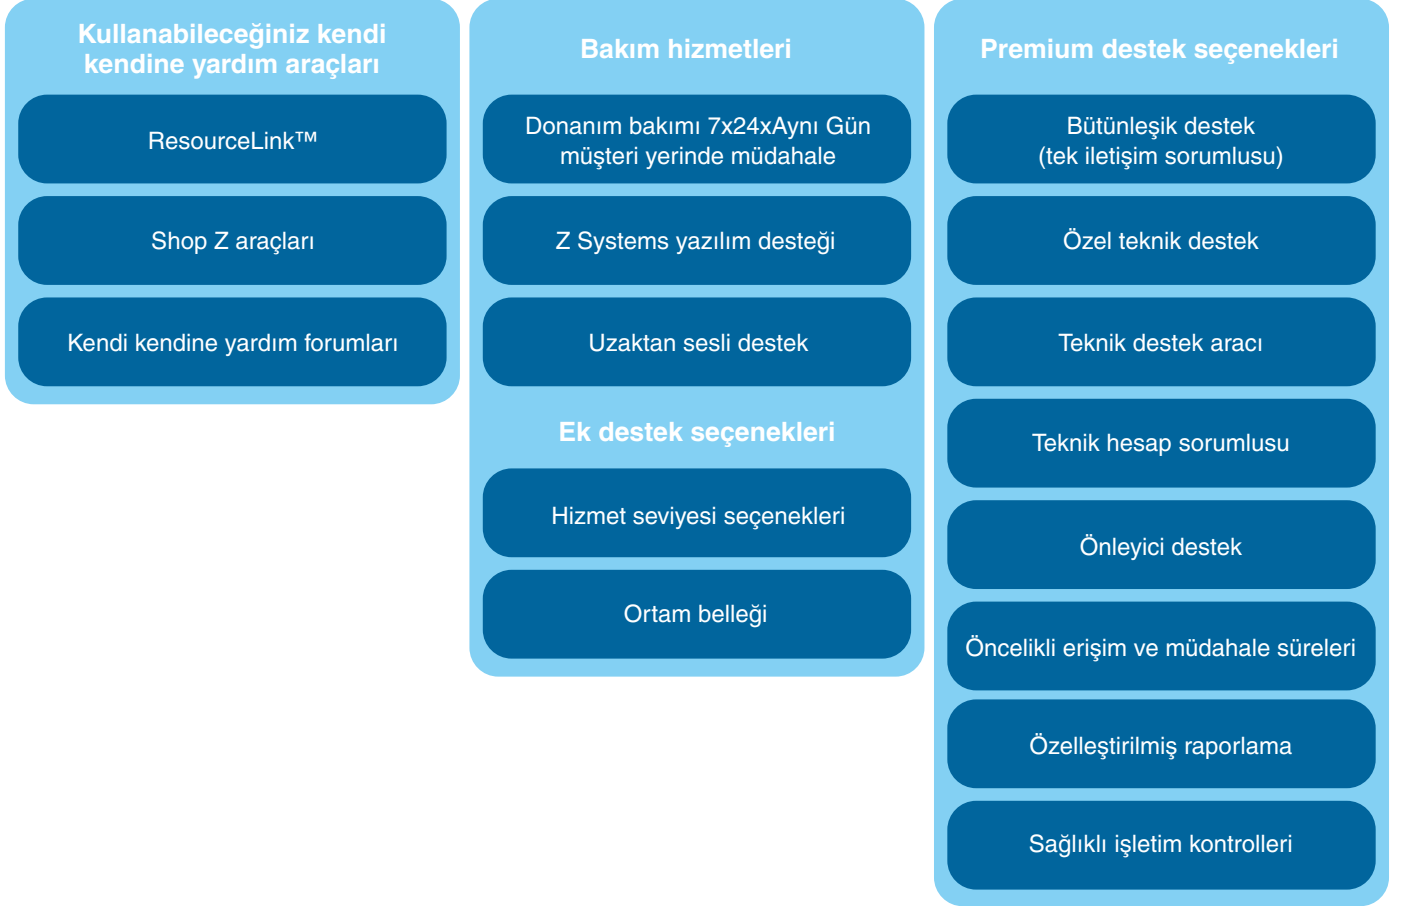 Kullanabileceğiniz kendi
kendine yardım araçları
ResourceLink™
Shop Z araçları
Kendi kendine yardım forumları
Bakım hizmetleri
Donanım bakımı 7x24xAynı Gün
müşteri yerinde müdahale
Z Systems yazılım desteği
Uzaktan sesli destek
Ek destek seçenekleri
Hizmet seviyesi seçenekleri
Ortam belleği
Premium destek seçenekleri
Bütünleşik destek
(tek iletişim sorumlusu)
Özel teknik destek
Teknik destek aracı
Teknik hesap sorumlusu
Önleyici destek
Öncelikli erişim ve müdahale süreleri
Özelleştirilmiş raporlama
Sağlıklı işletim kontrolleri